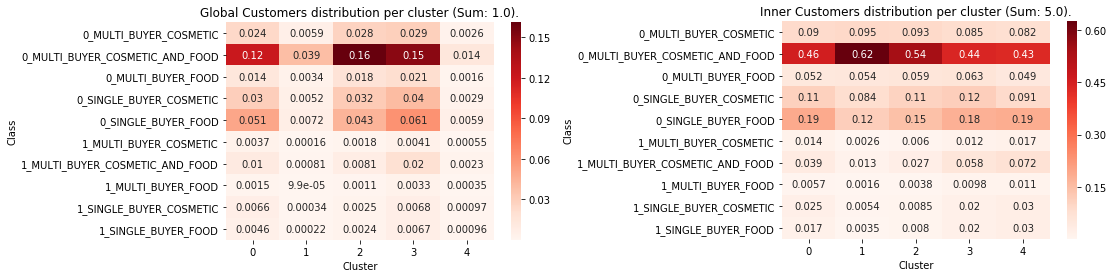 Global Customers distribution per cluster (Sum: 1.0).
0_MULTI_BUYER_COSMETIC 0.024 0.0059 0.028 0.029 0.0026
0_MULTI_BUYER_COSMETIC_AND_FOOD 0.12 0.039 0.16 0.15 0.014
0_MULTI_BUYER_FOOD 0.014 0.0034 0.018 0.021 0.0016
0_SINGLE_BUYER_COSMETIC 0.03 0.0052 0.032 0.04 0.0029
0_SINGLE_BUYER_FOOD 0.051 0.0072 0.043 0.061 0.0059
1_MULTI_BUYER_COSMETIC 0.0037 0.00016 0.0018 0.0041 0.00055
1_MULTI_BUYER_COSMETIC_AND_FOOD 0.01 0.00081 0.0081 0.02 0.0023
1_MULTI_BUYER_FOOD 0.0015 9.9e-05 0.0011 0.0033 0.00035
1_SINGLE_BUYER_COSMETIC 0.0066 0.00034 0.0025 0.0068 0.00097
1_SINGLE_BUYER_FOOD 0.0046 0.00022 0.0024 0.0067 0.00096
0 1 2 3 4
Cluster
Class
0.15
0.12
0.09
0.06
0.03
Inner Customers distribution per cluster (Sum: 5.0).
0_MULTI_BUYER_COSMETIC 0.09 0.095 0.093 0.085 0.082
0_MULTI_BUYER_COSMETIC_AND_FOOD 0.46 0.62 0.54 0.44 0.43
0_MULTI_BUYER_FOOD 0.052 0.054 0.059 0.063 0.049
0_SINGLE_BUYER_COSMETIC 0.11 0.084 0.11 0.12 0.091
0_SINGLE_BUYER_FOOD 0.19 0.12 0.15 0.18 0.19
1_MULTI_BUYER_COSMETIC 0.014 0.0026 0.006 0.012 0.017
1_MULTI_BUYER_COSMETIC_AND_FOOD 0.039 0.013 0.027 0.058 0.072
1_MULTI_BUYER_FOOD 0.0057 0.0016 0.0038 0.0098 0.011
1_SINGLE_BUYER_COSMETIC 0.025 0.0054 0.0085 0.02 0.03
1_SINGLE_BUYER_FOOD 0.017 0.0035 0.008 0.02 0.03
0 1 2 3 4
Cluster
Class
0.60
0.45
0.30
0.15